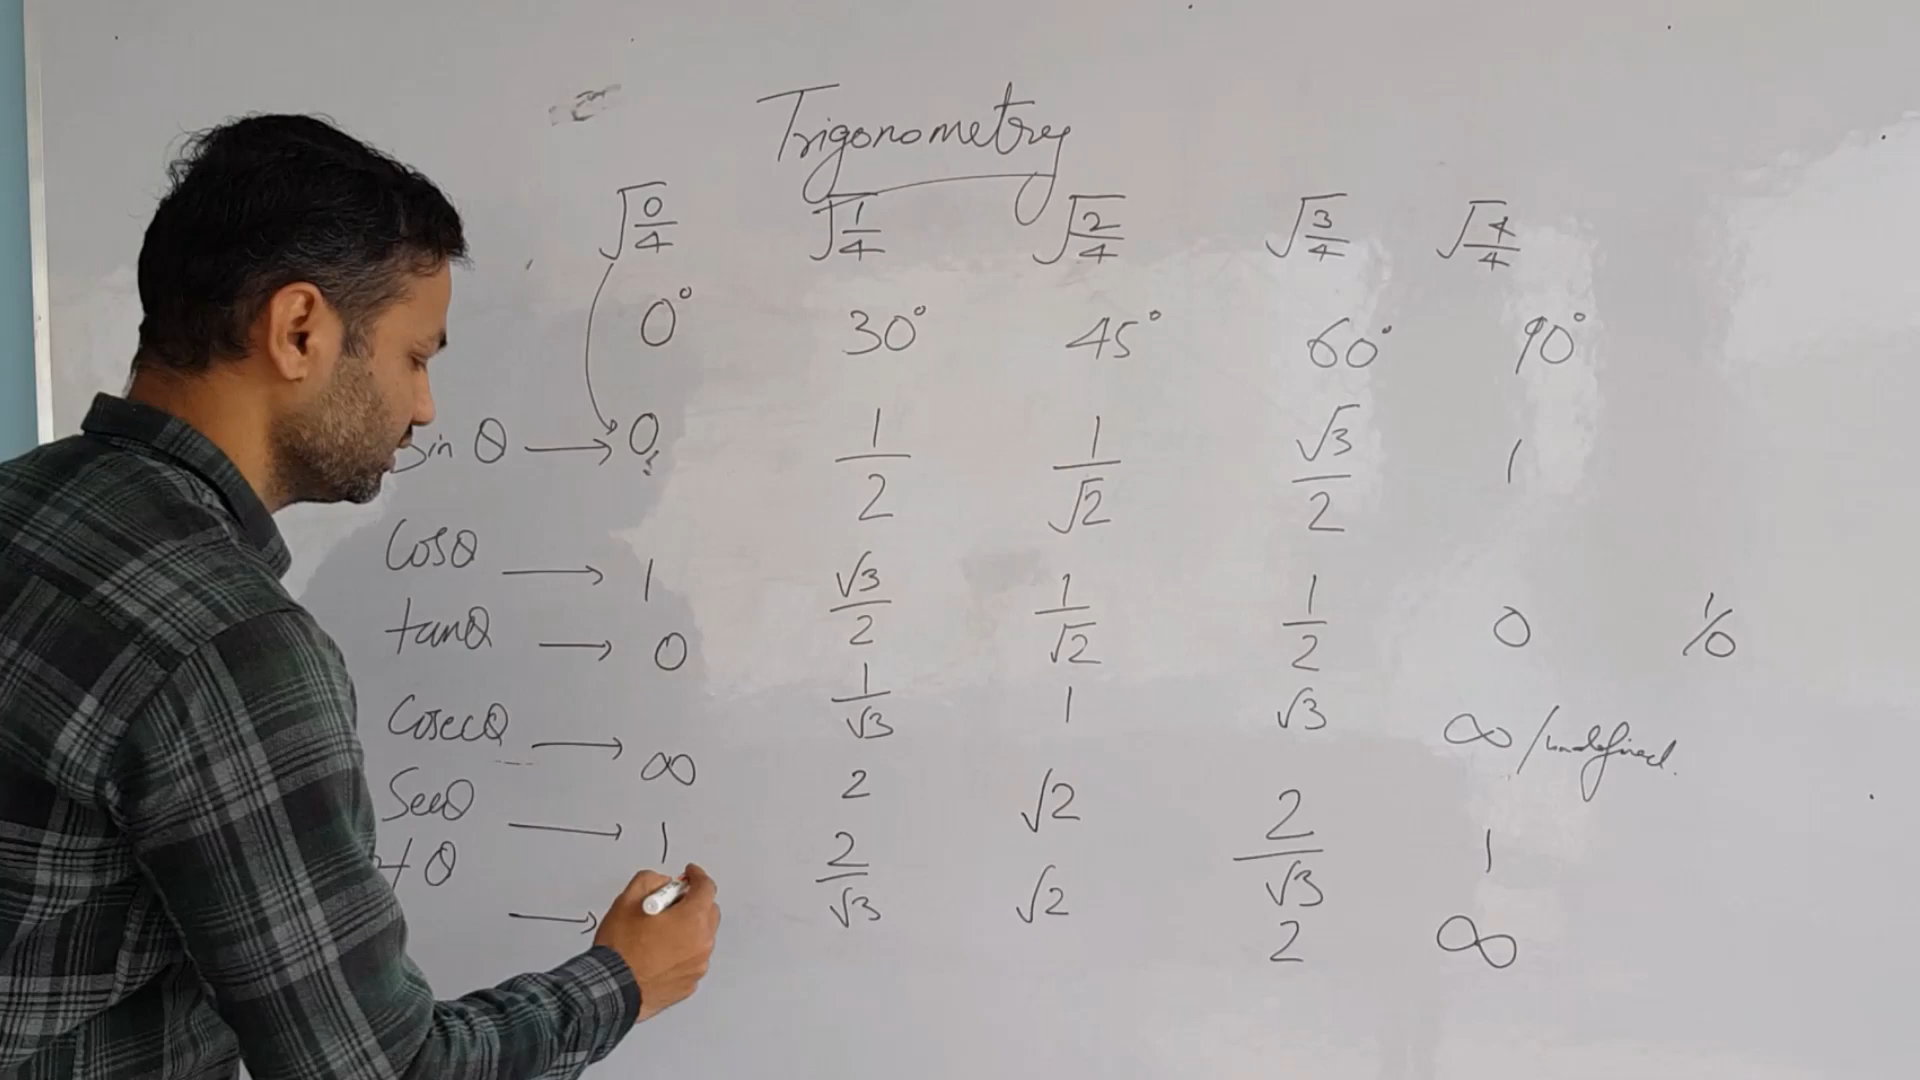 Trigonometry
√0/4 √1/4 √2/4 √3/4 √4/4
0° 30° 45° 60° 90°
Sin θ → 0 1/2 1/√2 √3/2 1
Cosθ → 1 √3/2 1/√2 1/2 0 1/0
tanθ → 0 1/√3 1 √3 ∞/undefined.
Cosecθ → ∞ 2 √2 2/√3 1
Secθ → 1 2/√3 √2 2 ∞
t θ →